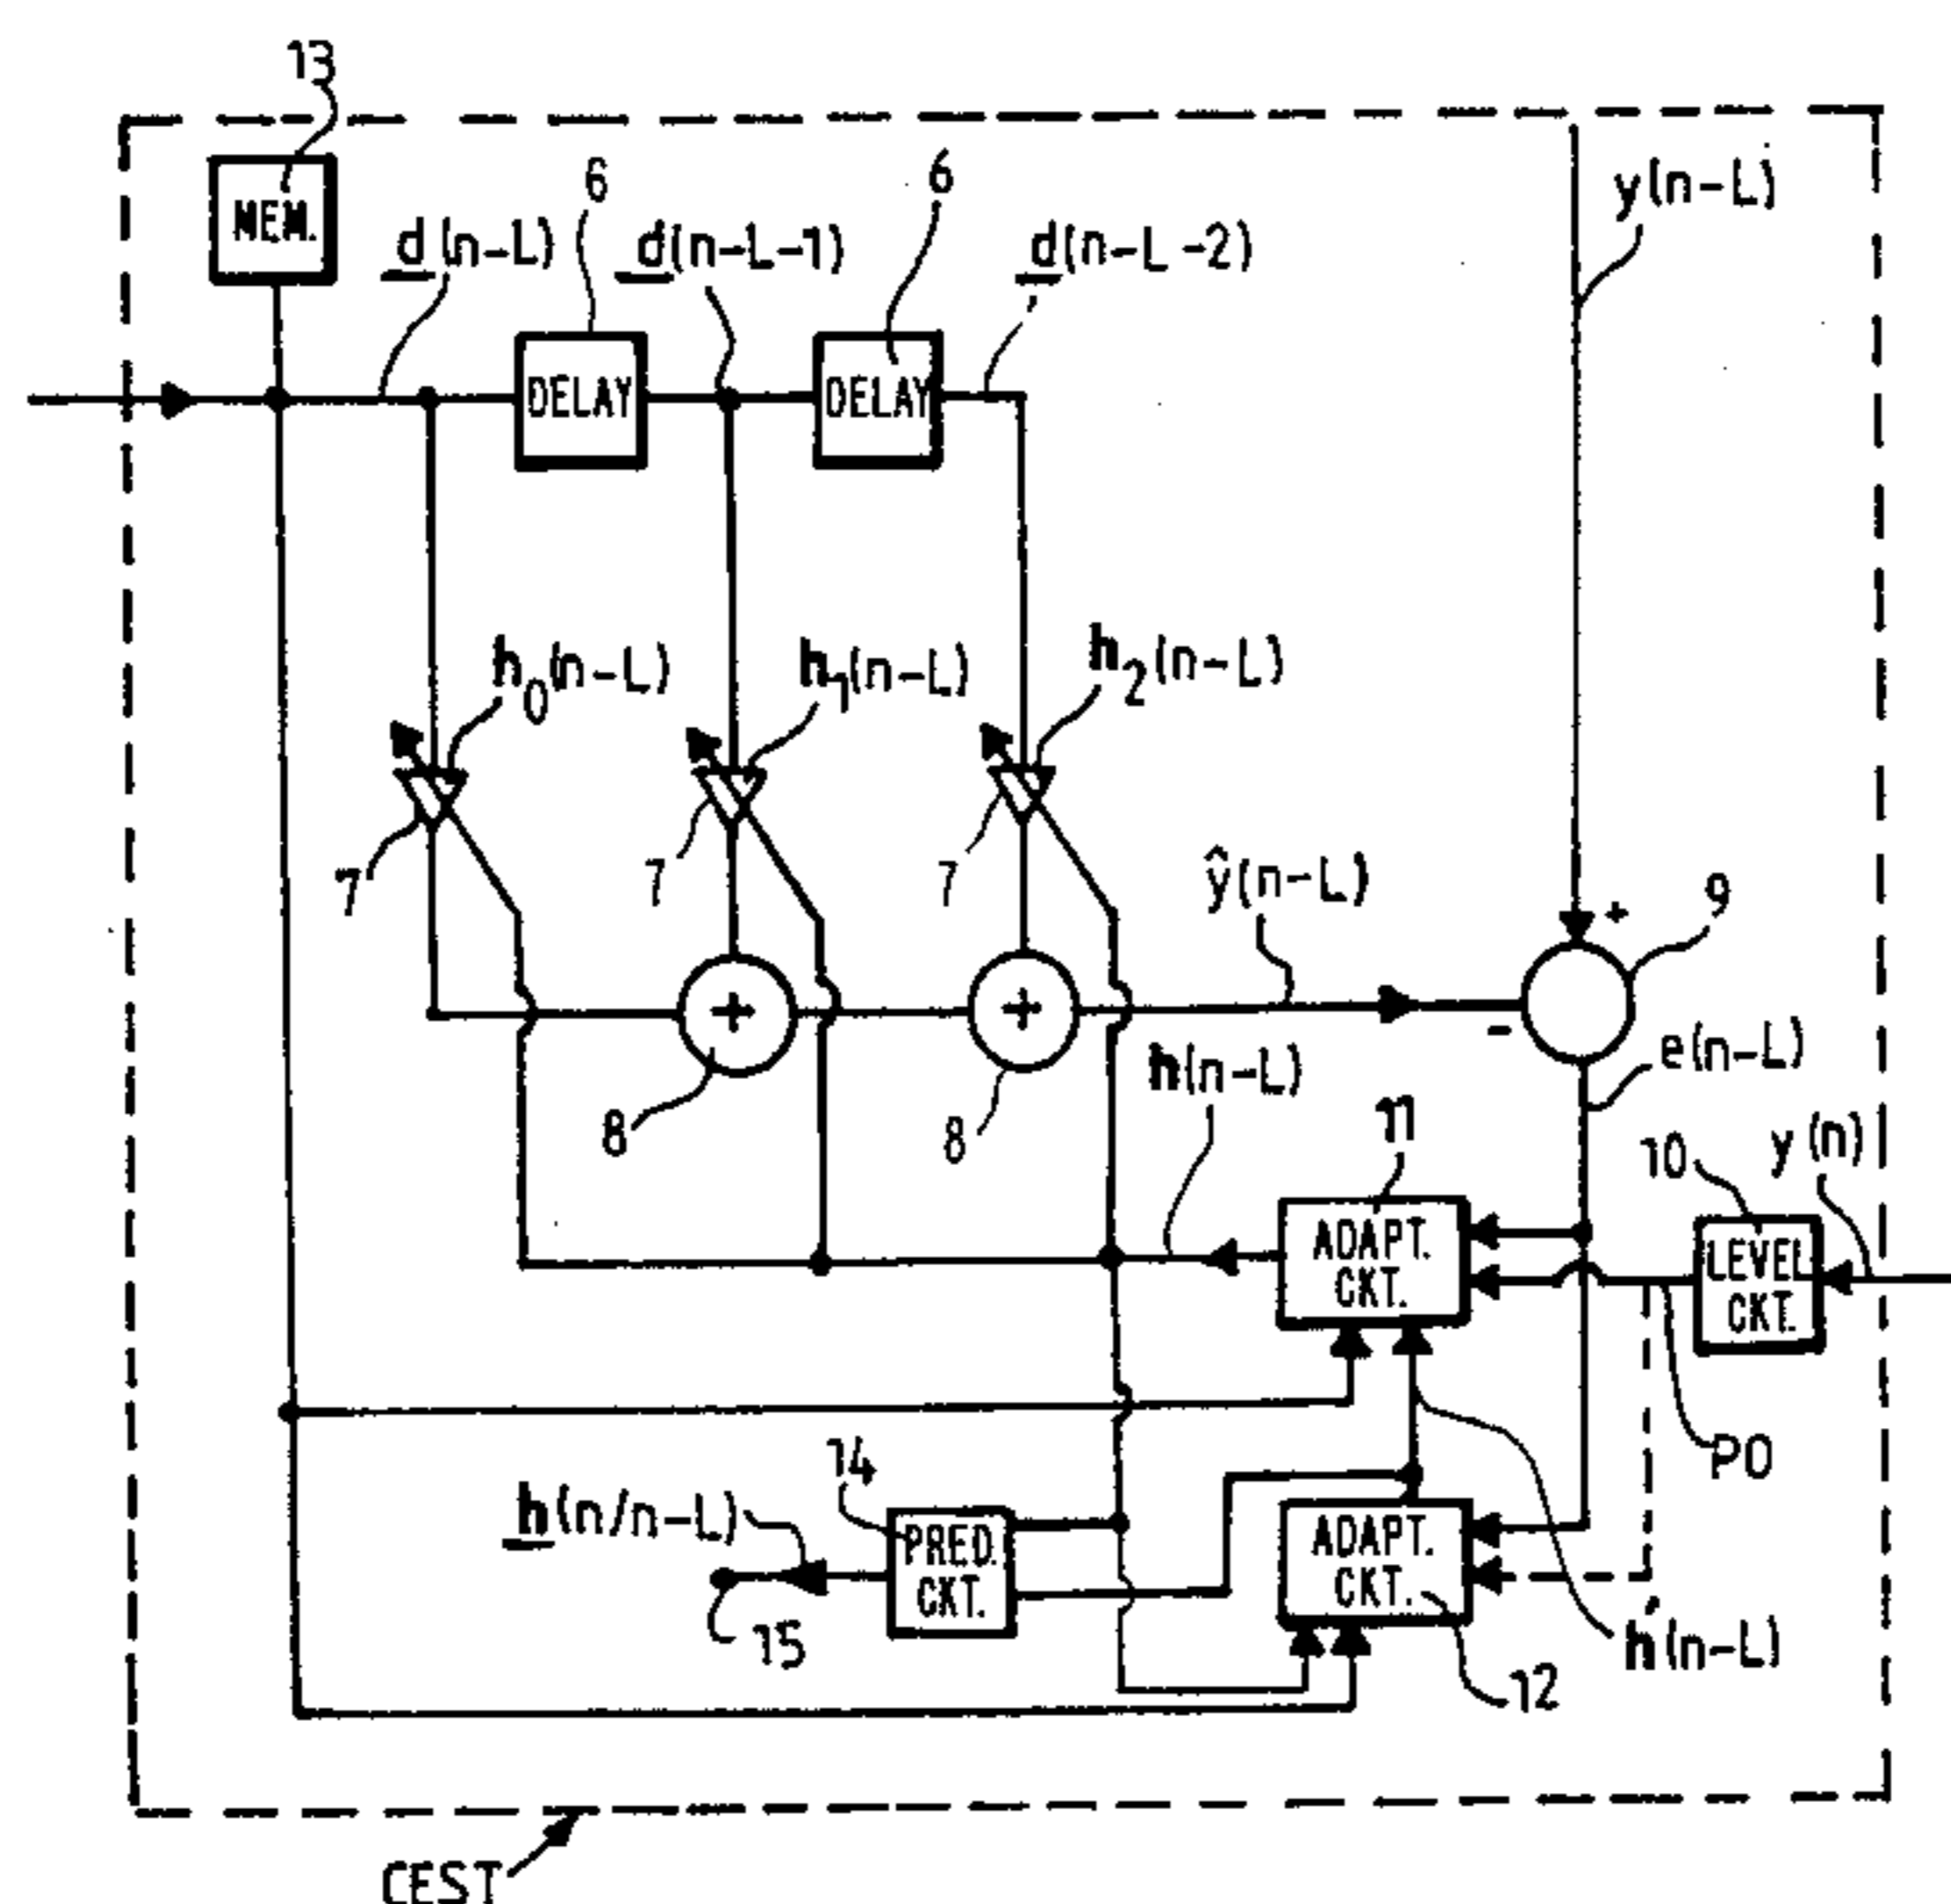 13
MEM.
6
6
y(n-L)
d(n-L)
d(n-L-1)
d(n-L-2)
DELAY
DELAY
h0(n-L)
h1(n-L)
h2(n-L)
7
7
7
ŷ(n-L)
9
+
+
+
-
8
8
h(n-L)
e(n-L)
11
10
y(n)
ADAPT.
CKT.
LEVEL
CKT.
14
PO
h(n/n-L)
PRED.
CKT.
ADAPT.
CKT.
15
h'(n-L)
12
CEST